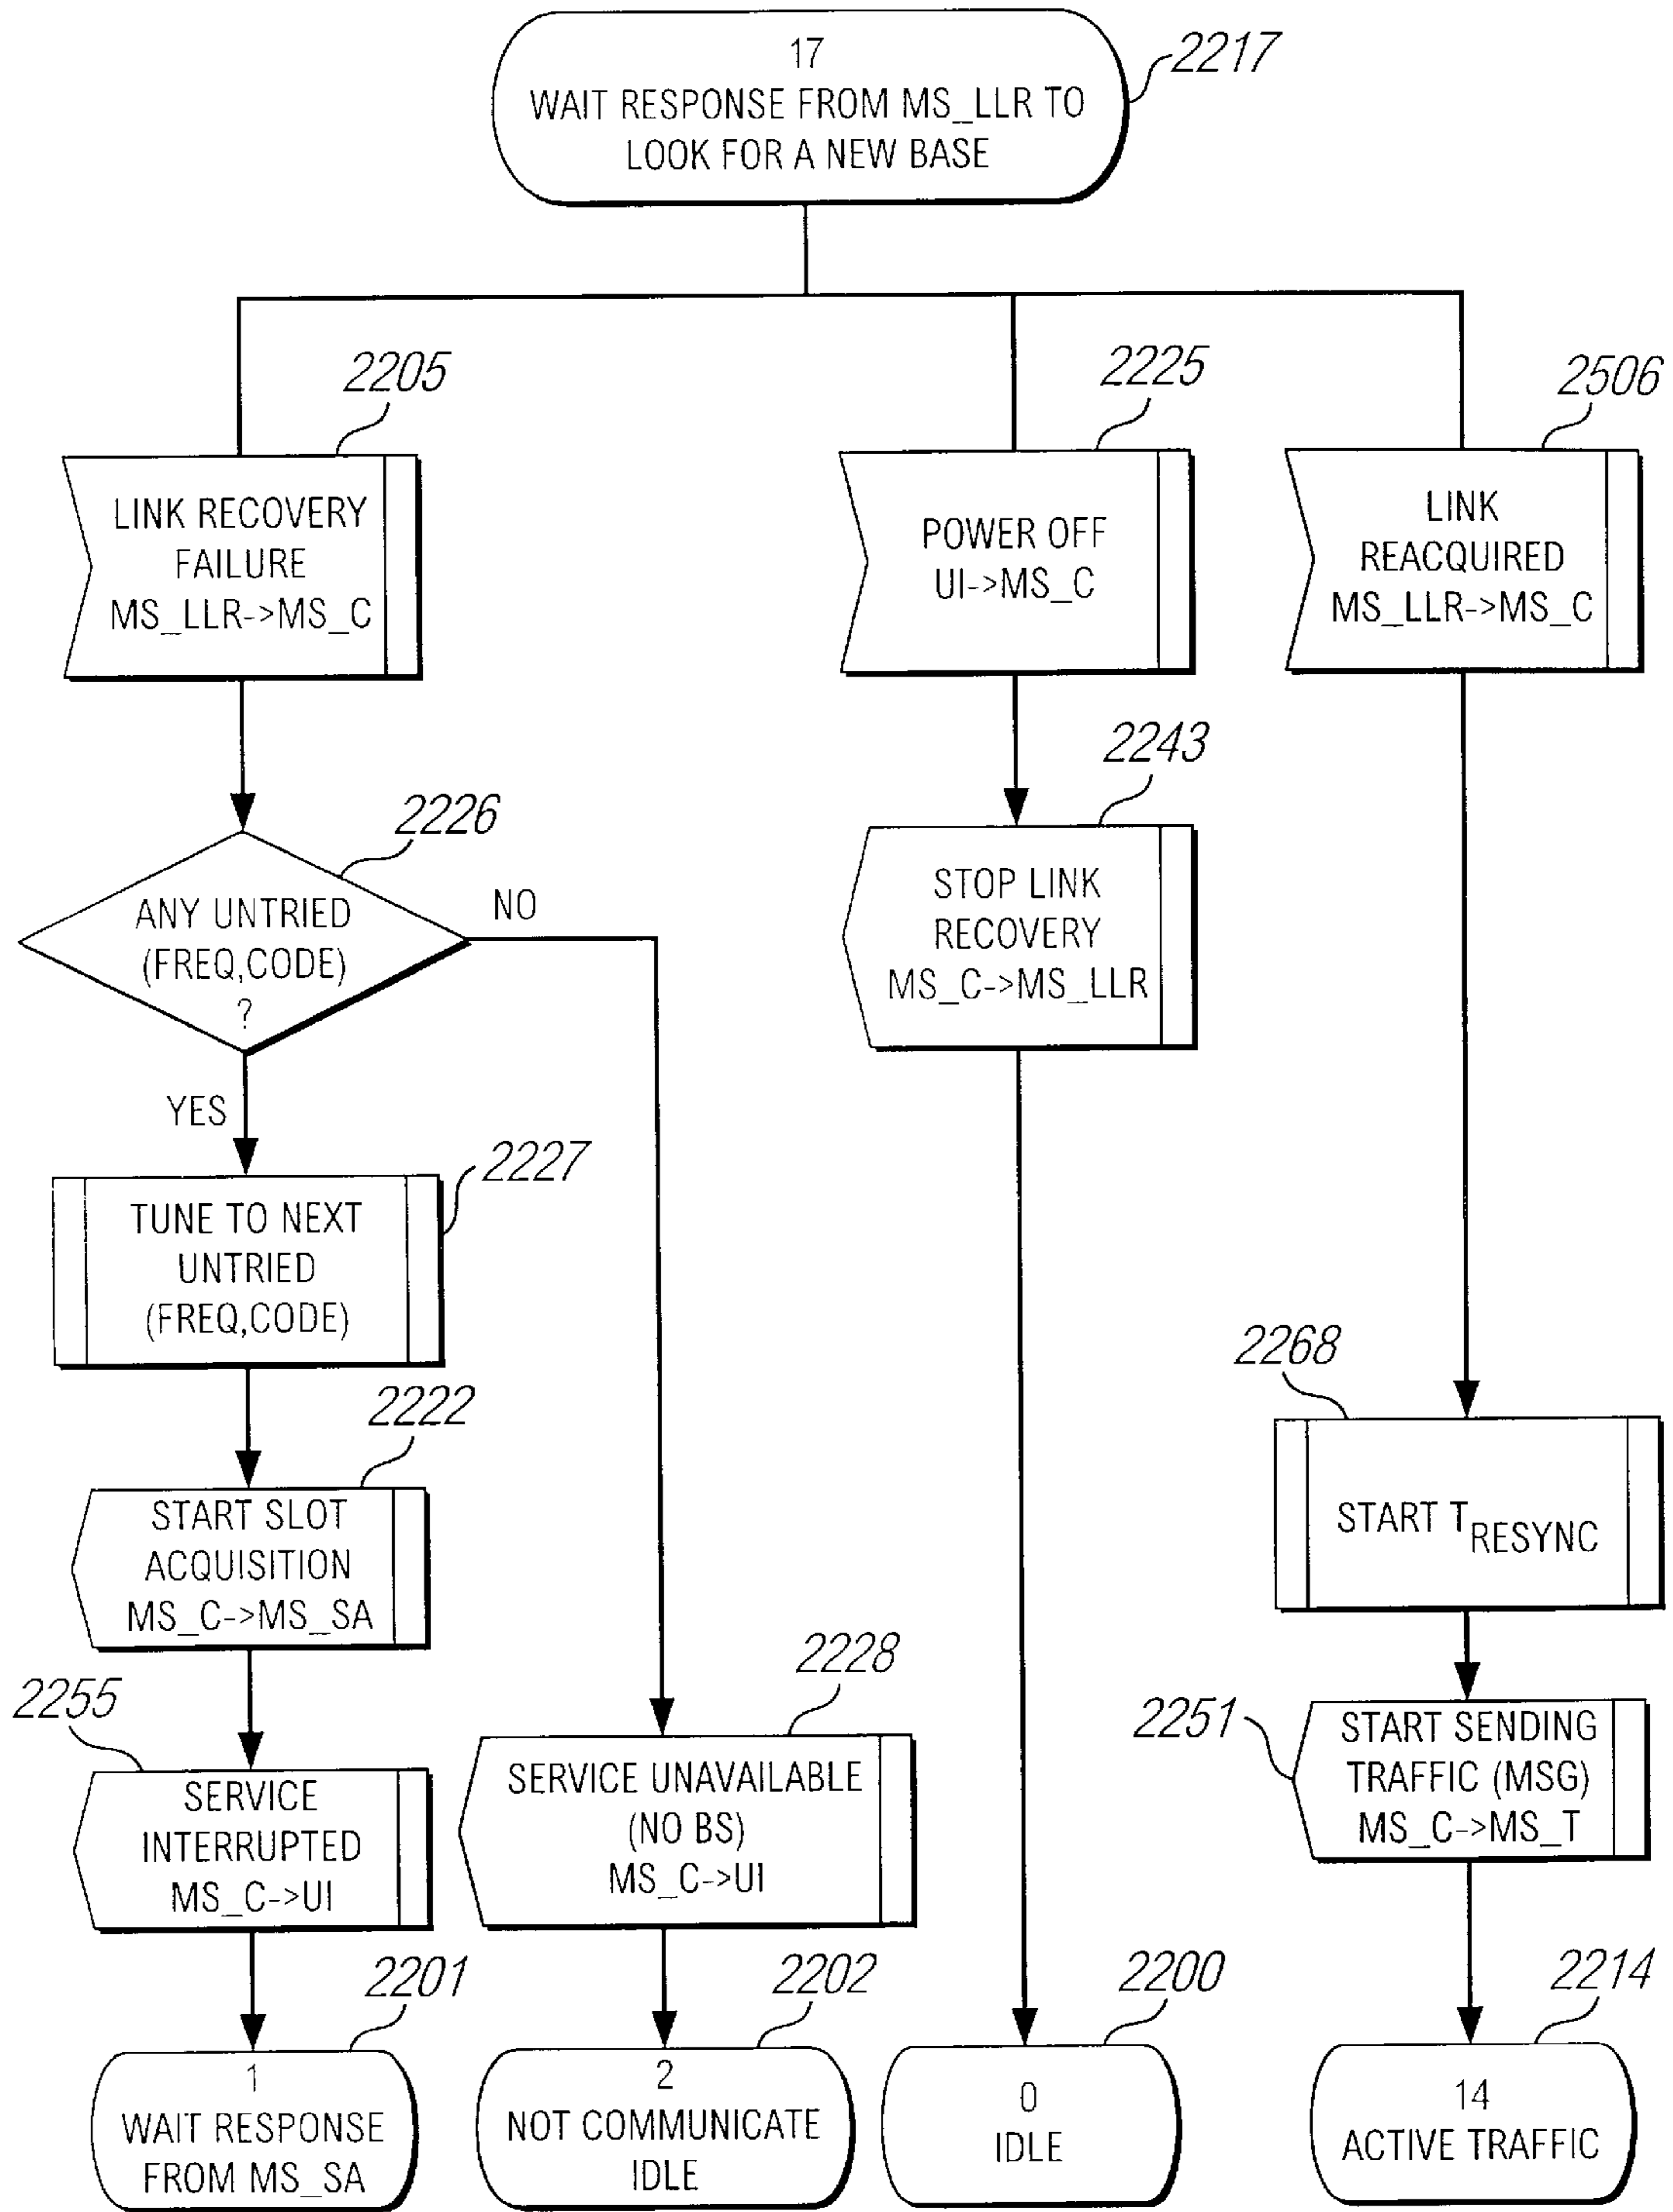 17
WAIT RESPONSE FROM MS_LLR TO
LOOK FOR A NEW BASE
2217
2205
LINK RECOVERY
FAILURE
MS_LLR->MS_C
2225
POWER OFF
UI->MS_C
2506
LINK
REACQUIRED
MS_LLR->MS_C
2226
ANY UNTRIED
(FREQ,CODE)
?
NO
YES
2243
STOP LINK
RECOVERY
MS_C->MS_LLR
2227
TUNE TO NEXT
UNTRIED
(FREQ,CODE)
2222
START SLOT
ACQUISITION
MS_C->MS_SA
2268
START T RESYNC
2255
SERVICE
INTERRUPTED
MS_C->UI
2228
SERVICE UNAVAILABLE
(NO BS)
MS_C->UI
2251
START SENDING
TRAFFIC (MSG)
MS_C->MS_T
2201
1
WAIT RESPONSE
FROM MS_SA
2202
2
NOT COMMUNICATE
IDLE
2200
0
IDLE
2214
14
ACTIVE TRAFFIC